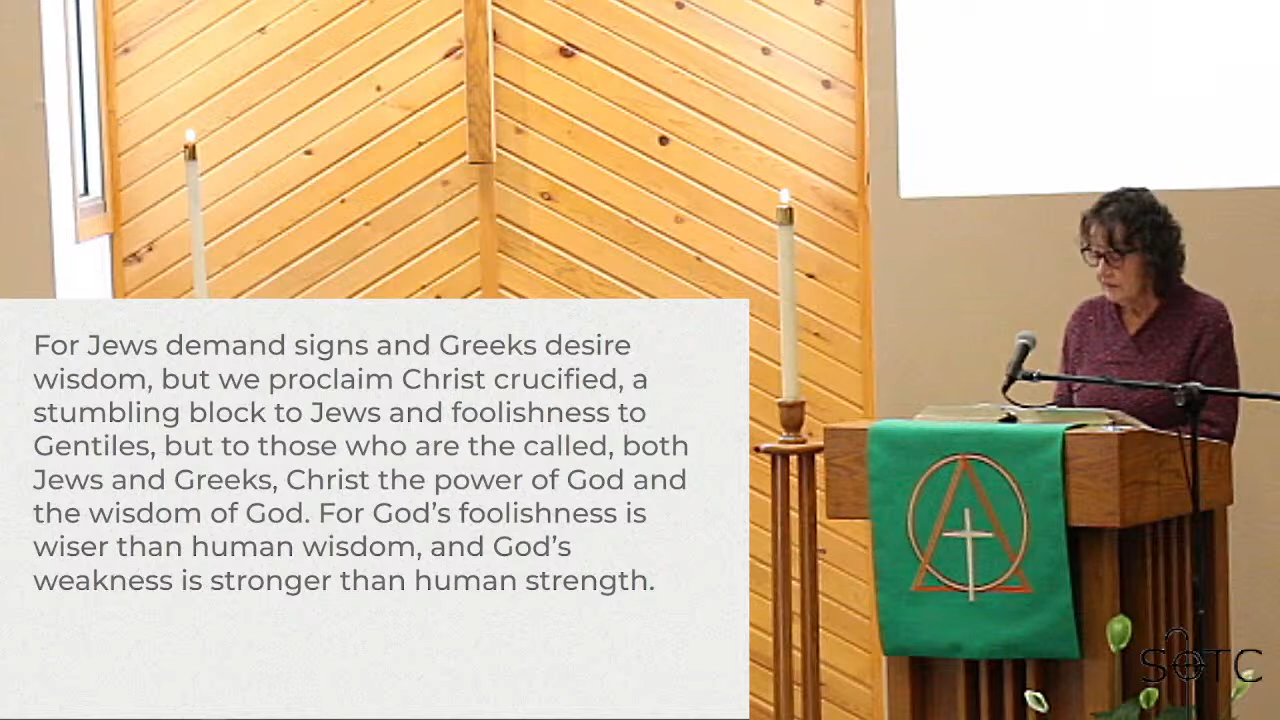 For Jews demand signs and Greeks desire
wisdom, but we proclaim Christ crucified, a
stumbling block to Jews and foolishness to
Gentiles, but to those who are the called, both
Jews and Greeks, Christ the power of God and
the wisdom of God. For God’s foolishness is
wiser than human wisdom, and God’s
weakness is stronger than human strength.
SOTC